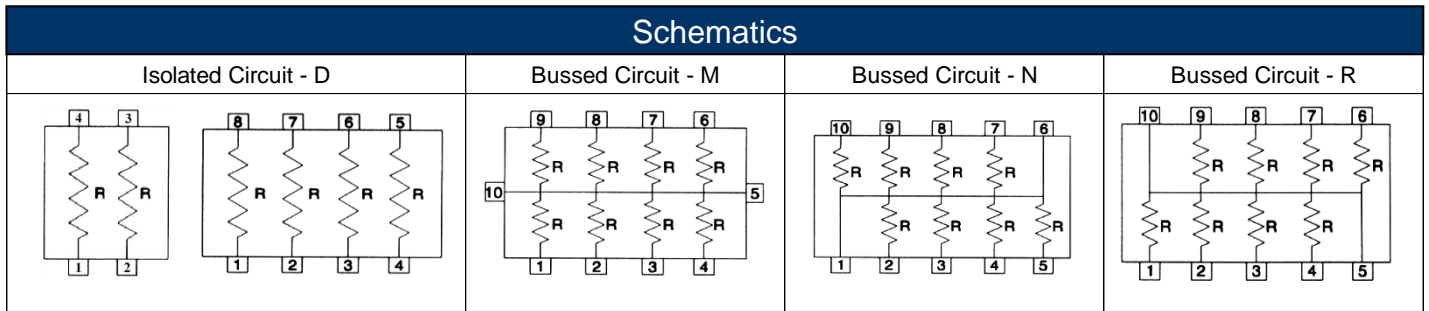 Schematics
Isolated Circuit - D
Bussed Circuit - M
Bussed Circuit - N
Bussed Circuit - R
4 3
R R
1 2
8 7 6 5
R R R R
1 2 3 4
9 8 7 6
R R R R
10 5
R R R R
1 2 3 4
10 9 8 7 6
R R R R
R R R R
1 2 3 4 5
10 9 8 7 6
R R R R
R R R R
1 2 3 4 5